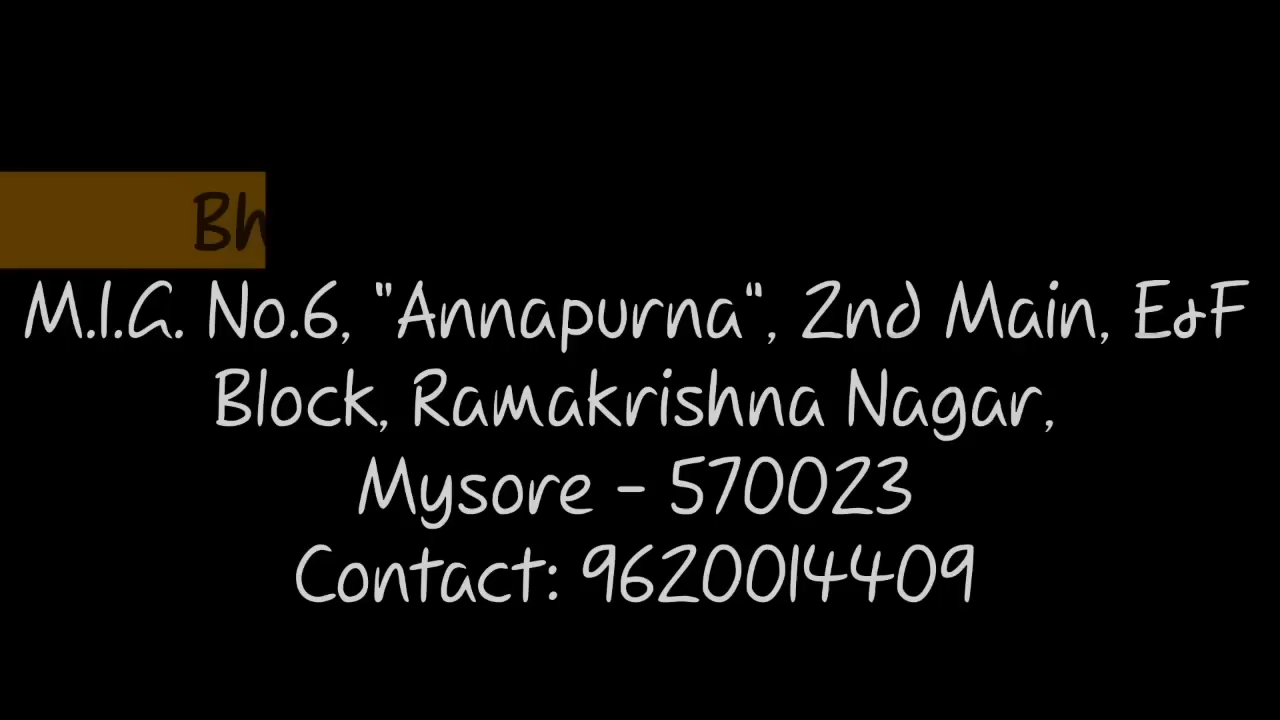 M.I.G. No.6, "Annapurna", 2nd Main, E&F
Block, Ramakrishna Nagar,
Mysore - 570023
Contact: 9620014409